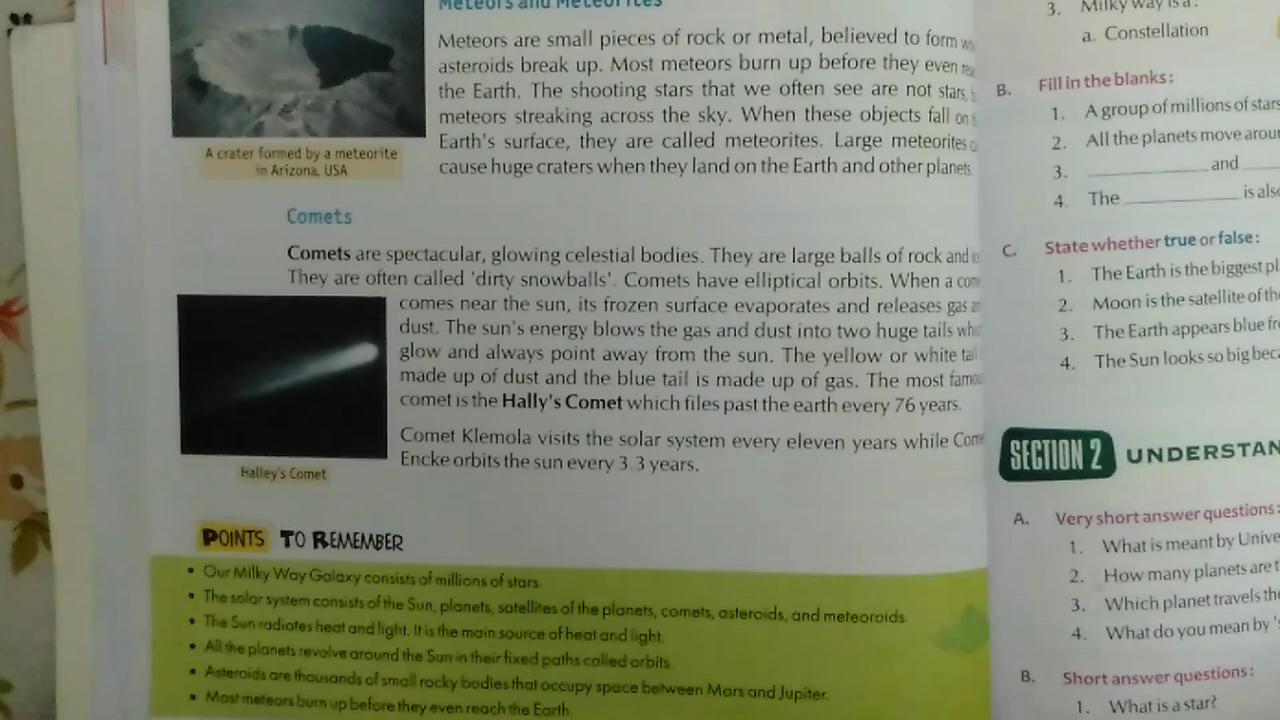 Meteors and Meteorites
Meteors are small pieces of rock or metal, believed to form
asteroids break up. Most meteors burn up before they even
the Earth. The shooting stars that we often see are not stars,
meteors streaking across the sky. When these objects fall on
Earth's surface, they are called meteorites. Large meteorites
cause huge craters when they land on the Earth and other planets.
A crater formed by a meteorite
in Arizona, USA
Comets
Comets are spectacular, glowing celestial bodies. They are large balls of rock and
They are often called 'dirty snowballs'. Comets have elliptical orbits. When a
comes near the sun, its frozen surface evaporates and releases gas
dust. The sun's energy blows the gas and dust into two huge tails
glow and always point away from the sun. The yellow or white
made up of dust and the blue tail is made up of gas. The most
comet is the Hally's Comet which files past the earth every 76 years.
Comet Klemola visits the solar system every eleven years while
Encke orbits the sun every 3.3 years.
Halley's Comet
POINTS TO REMEMBER
• Our Milky Way Galaxy consists of millions of stars.
• The solar system consists of the Sun, planets, satellites of the planets, comets, asteroids, and meteoroids.
• The Sun radiates heat and light. It is the main source of heat and light.
• All the planets revolve around the Sun in their fixed paths called orbits.
• Asteroids are thousands of small rocky bodies that occupy space between Mars and Jupiter.
• Most meteors burn up before they even reach the Earth.
3. Milky way is a:
a. Constellation
B. Fill in the blanks:
1. A group of millions of stars
2. All the planets move
3. ____________ and
4. The ____________ is
C. State whether true or false:
1. The Earth is the biggest
2. Moon is the satellite of
3. The Earth appears blue
4. The Sun looks so big
SECTION 2 
A. Very short answer questions:
1. What is meant by
2. How many planets are
3. Which planet travels
4. What do you mean by
B. Short answer questions:
1. What is a star?